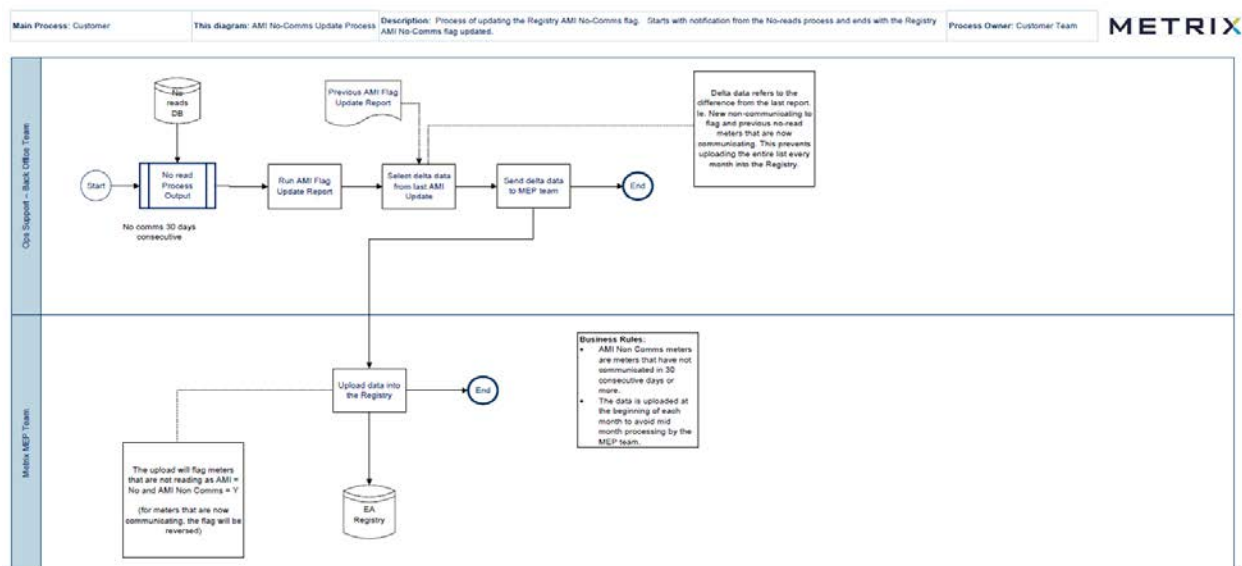 Main Process: Customer
This diagram: AMI No-Comms Update Process
Description: Process of updating the Registry AMI No-Comms flag. Starts with notification from the No-reads process and ends with the Registry
AMI No-Comms flag updated.
Process Owner: Customer Team
METRIX
Ops Support – Back Office Team
No
reads
DB
Previous AMI Flag
Update Report
Delta data refers to the
difference from the last report.
Ie. New non-communicating to
flag and previous no-read
meters that are now
communicating. This prevents
uploading the entire list every
month into the Registry.
Start
No read
Process
Output
Run AMI Flag
Update Report
Select delta data
from last AMI
Update
Send delta data
to MEP team
End
No comms 30 days
consecutive
Metrix MEP Team
Upload data into
the Registry
End
Business Rules:
• AMI Non Comms meters
are meters that have not
communicated in 30
consecutive days or
more.
• The data is uploaded at
the beginning of each
month to avoid mid
month processing by the
MEP team.
The upload will flag meters
that are not reading as AMI =
No and AMI Non Comms = Y
(for meters that are now
communicating, the flag will be
reversed)
EA
Registry